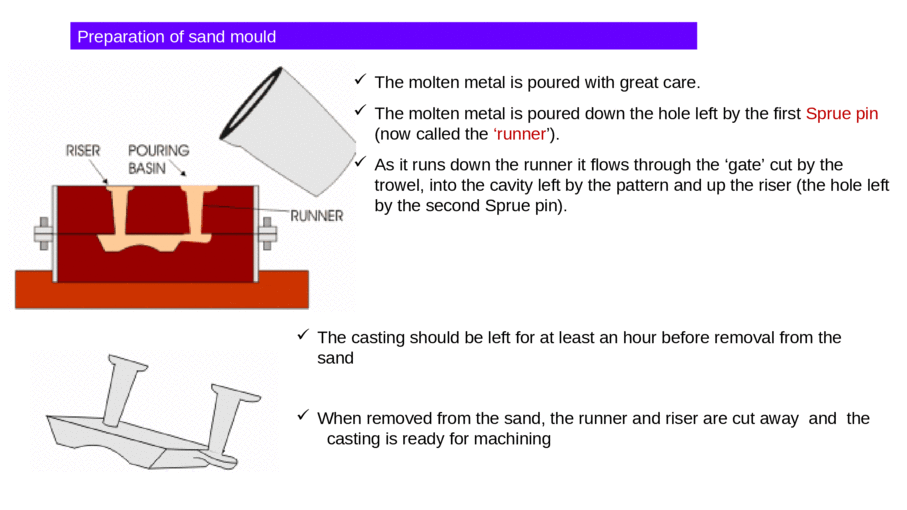 Preparation of sand mould
✓ The molten metal is poured with great care.
✓ The molten metal is poured down the hole left by the first Sprue pin
(now called the ‘runner’).
✓ As it runs down the runner it flows through the ‘gate’ cut by the
trowel, into the cavity left by the pattern and up the riser (the hole left
by the second Sprue pin).
RISER
POURING
BASIN
RUNNER
✓ The casting should be left for at least an hour before removal from the
sand
✓ When removed from the sand, the runner and riser are cut away and the
casting is ready for machining